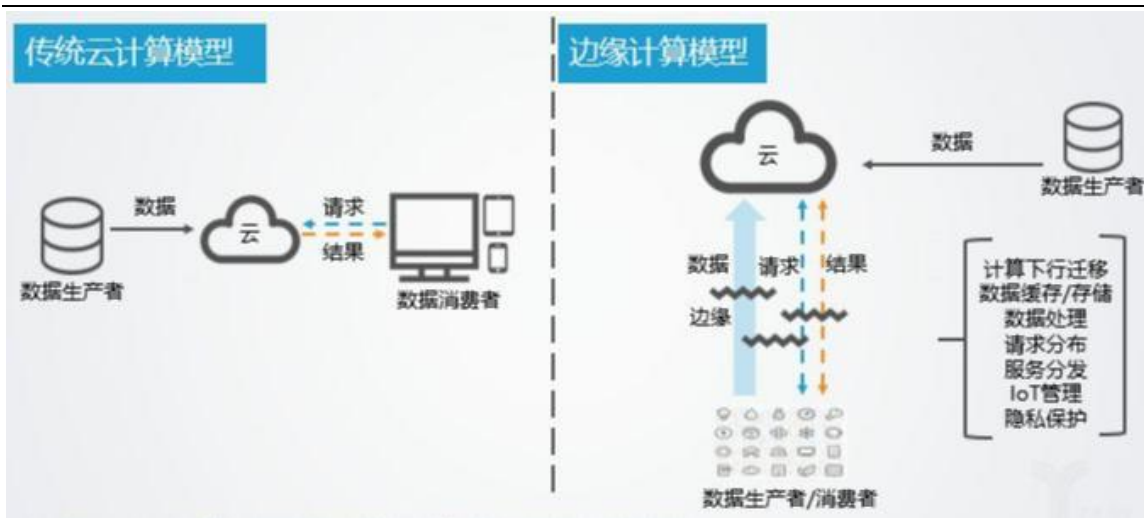 传统云计算模型
数据
请求
云
结果
数据生产者
数据消费者
边缘计算模型
云
数据
数据生产者
数据
请求
结果
边缘
计算下行迁移
数据缓存/存储
数据处理
请求分布
服务分发
IoT管理
隐私保护
数据生产者/消费者